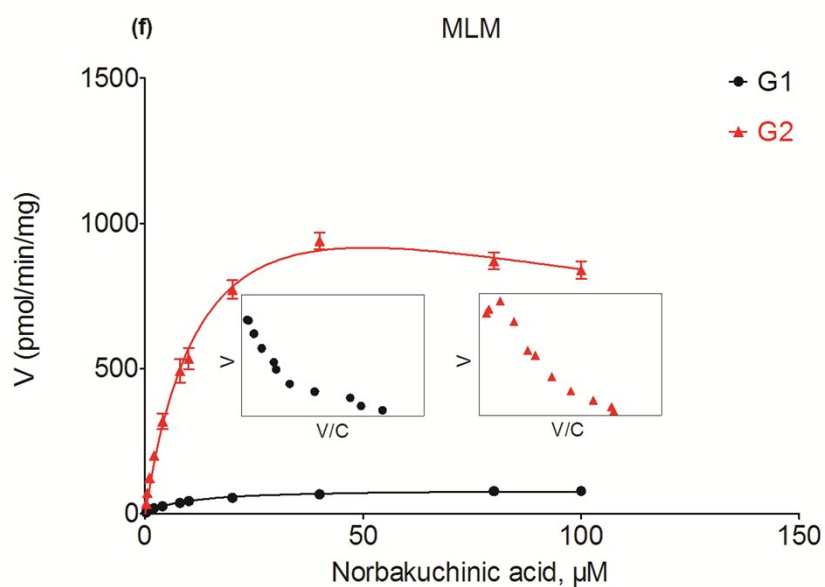 (f)
MLM
G1
G2
1500
1000
500
0
V (pmol/min/mg)
V
V/C
V
V/C
0
50
100
150
Norbakuchinic acid, µM